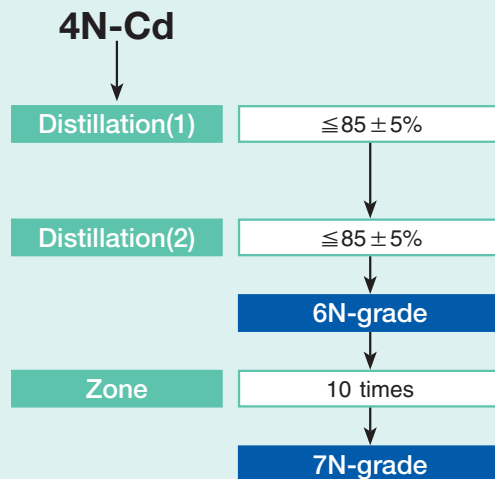 4N-Cd
Distillation(1)
≦85±5%
Distillation(2)
≦85±5%
6N-grade
Zone
10 times
7N-grade